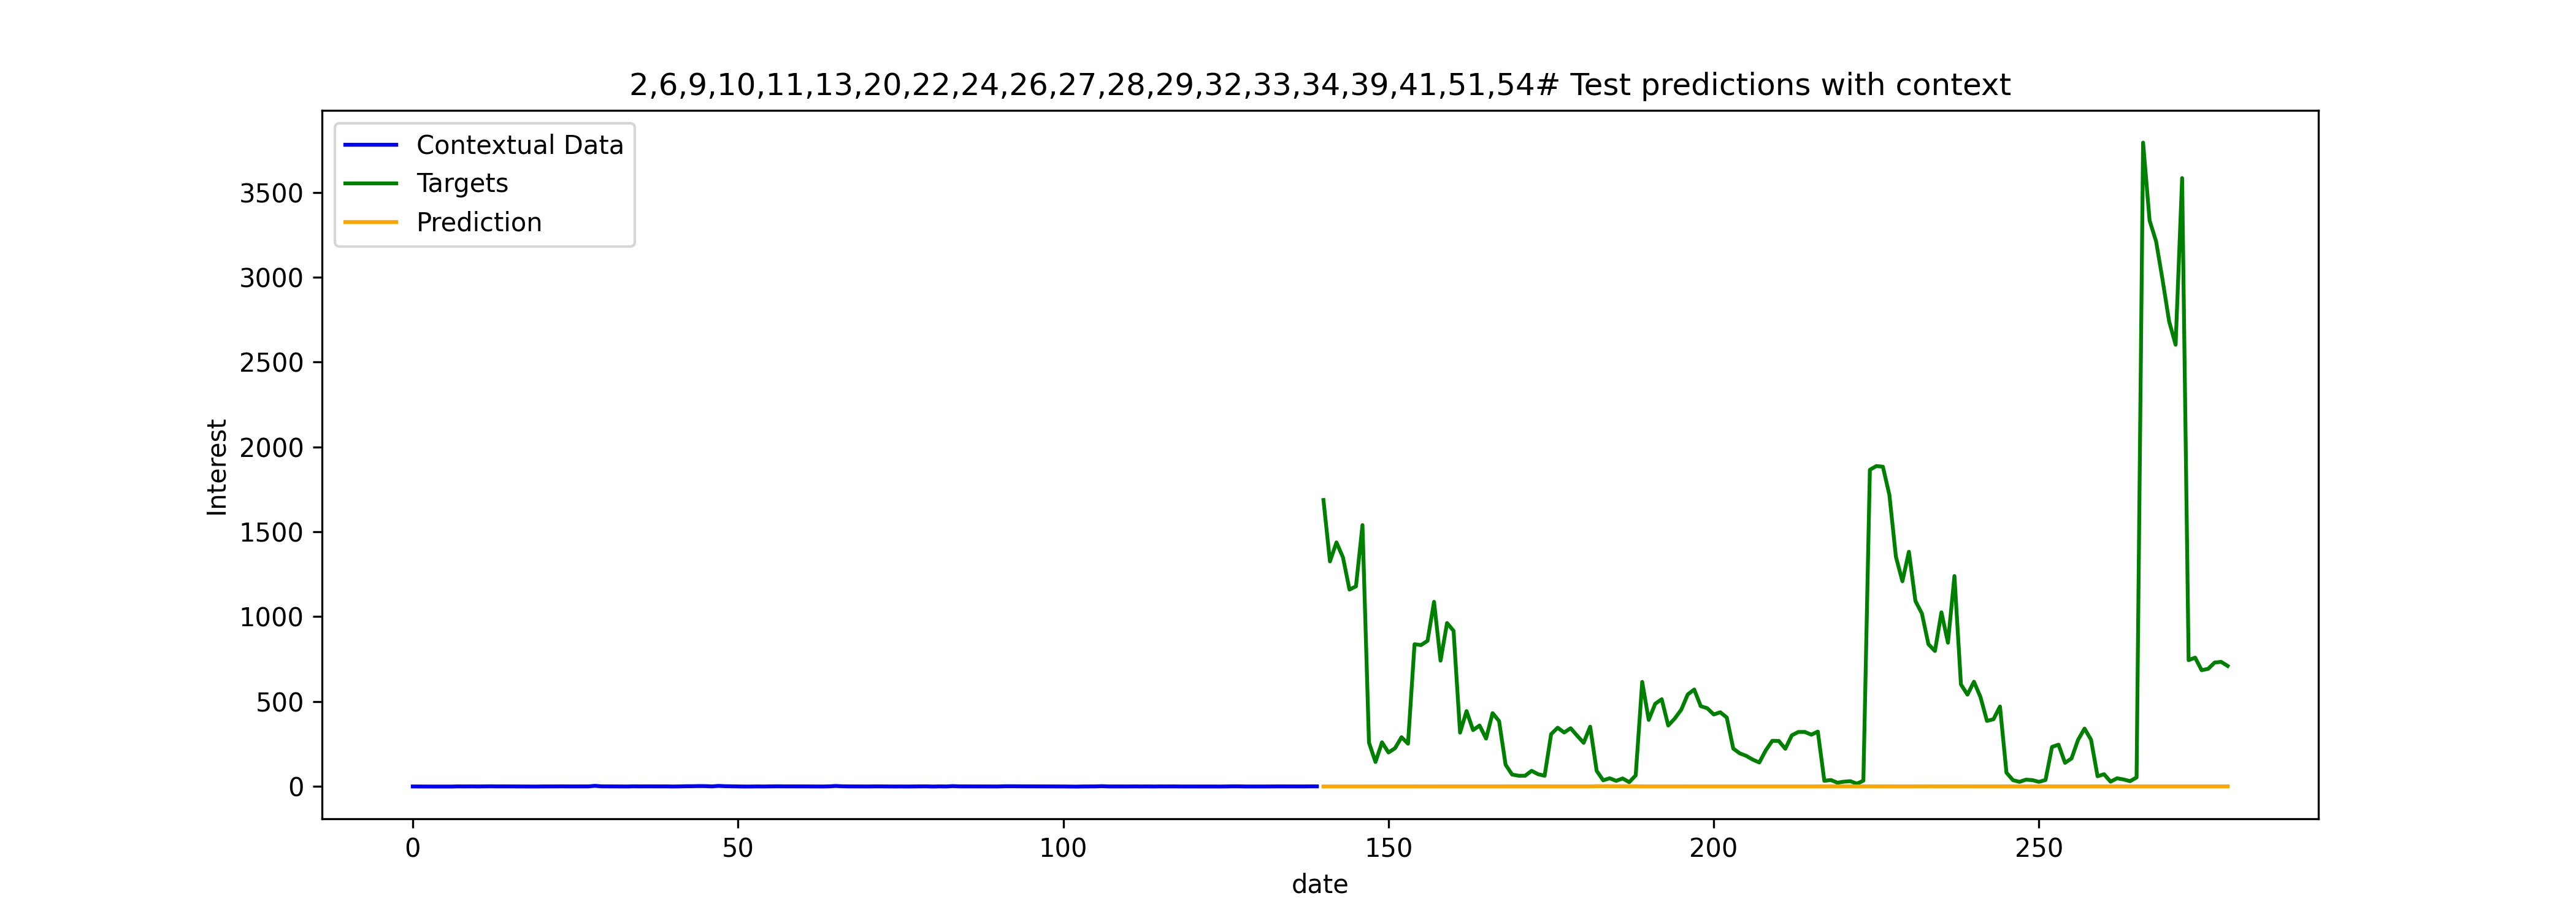 2,6,9,10,11,13,20,22,24,26,27,28,29,32,33,34,39,41,51,54# Test predictions with context
Contextual Data
Targets
Prediction
3500
3000
2500
2000
1500
1000
500
0
Interest
0 50 100 150 200 250
date